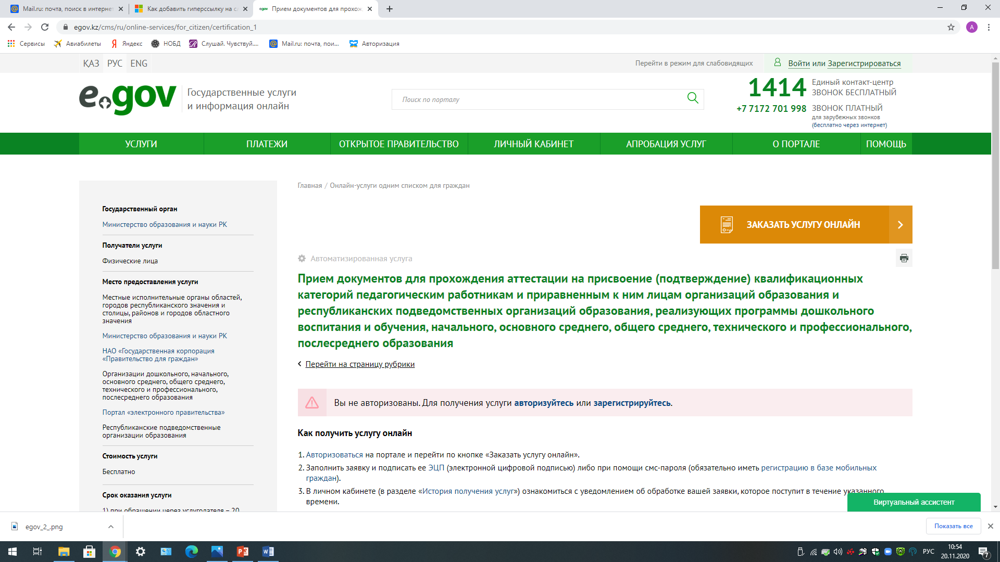 Mail.ru: почта, поиск в интернет
Как добавить гиперссылку на сл
Прием документов для прохож
egov.kz/cms/ru/online-services/for_citizen/certification_1
A
Сервисы
Авиабилеты
Яндекс
НОБД
Слушай. Чувствуй....
Mail.ru: почта, пои...
Авторизация
ҚАЗ РУС ENG
Перейти в режим для слабовидящих
Войти или Зарегистрироваться
egov
Государственные услуги
и информация онлайн
Поиск по порталу
1414 Единый контакт-центр
ЗВОНОК БЕСПЛАТНЫЙ
+7 7172 701 998 ЗВОНОК ПЛАТНЫЙ
для зарубежных звонков
(бесплатно через интернет)
УСЛУГИ ПЛАТЕЖИ ОТКРЫТОЕ ПРАВИТЕЛЬСТВО ЛИЧНЫЙ КАБИНЕТ АПРОБАЦИЯ УСЛУГ О ПОРТАЛЕ ПОМОЩЬ
Государственный орган
Министерство образования и науки РК
Получатели услуги
Физические лица
Место предоставления услуги
Местные исполнительные органы областей,
городов республиканского значения и
столицы, районов и городов областного
значения
Министерство образования и науки РК
НАО «Государственная корпорация
«Правительство для граждан»
Организации дошкольного, начального,
основного среднего, общего среднего,
технического и профессионального,
послесреднего образования
Портал «электронного правительства»
Республиканские подведомственные
организации образования
Стоимость услуги
Бесплатно
Срок оказания услуги
1) при обращении через услугодателя – 20
Главная / Онлайн-услуги одним списком для граждан
ЗАКАЗАТЬ УСЛУГУ ОНЛАЙН
Автоматизированная услуга
Прием документов для прохождения аттестации на присвоение (подтверждение) квалификационных
категорий педагогическим работникам и приравненным к ним лицам организаций образования и
республиканских подведомственных организаций образования, реализующих программы дошкольного
воспитания и обучения, начального, основного среднего, общего среднего, технического и профессионального,
послесреднего образования
Перейти на страницу рубрики
Вы не авторизованы. Для получения услуги авторизуйтесь или зарегистрируйтесь.
Как получить услугу онлайн
1. Авторизоваться на портале и перейти по кнопке «Заказать услугу онлайн».
2. Заполнить заявку и подписать ее ЭЦП (электронной цифровой подписью) либо при помощи смс-пароля (обязательно иметь регистрацию в базе мобильных
граждан).
3. В личном кабинете (в разделе «История получения услуг») ознакомиться с уведомлением об обработке вашей заявки, которое поступит в течение указанного
времени.
Виртуальный ассистент
egov_2_.png
Показать все
РУС
10:54
20.11.2020
7